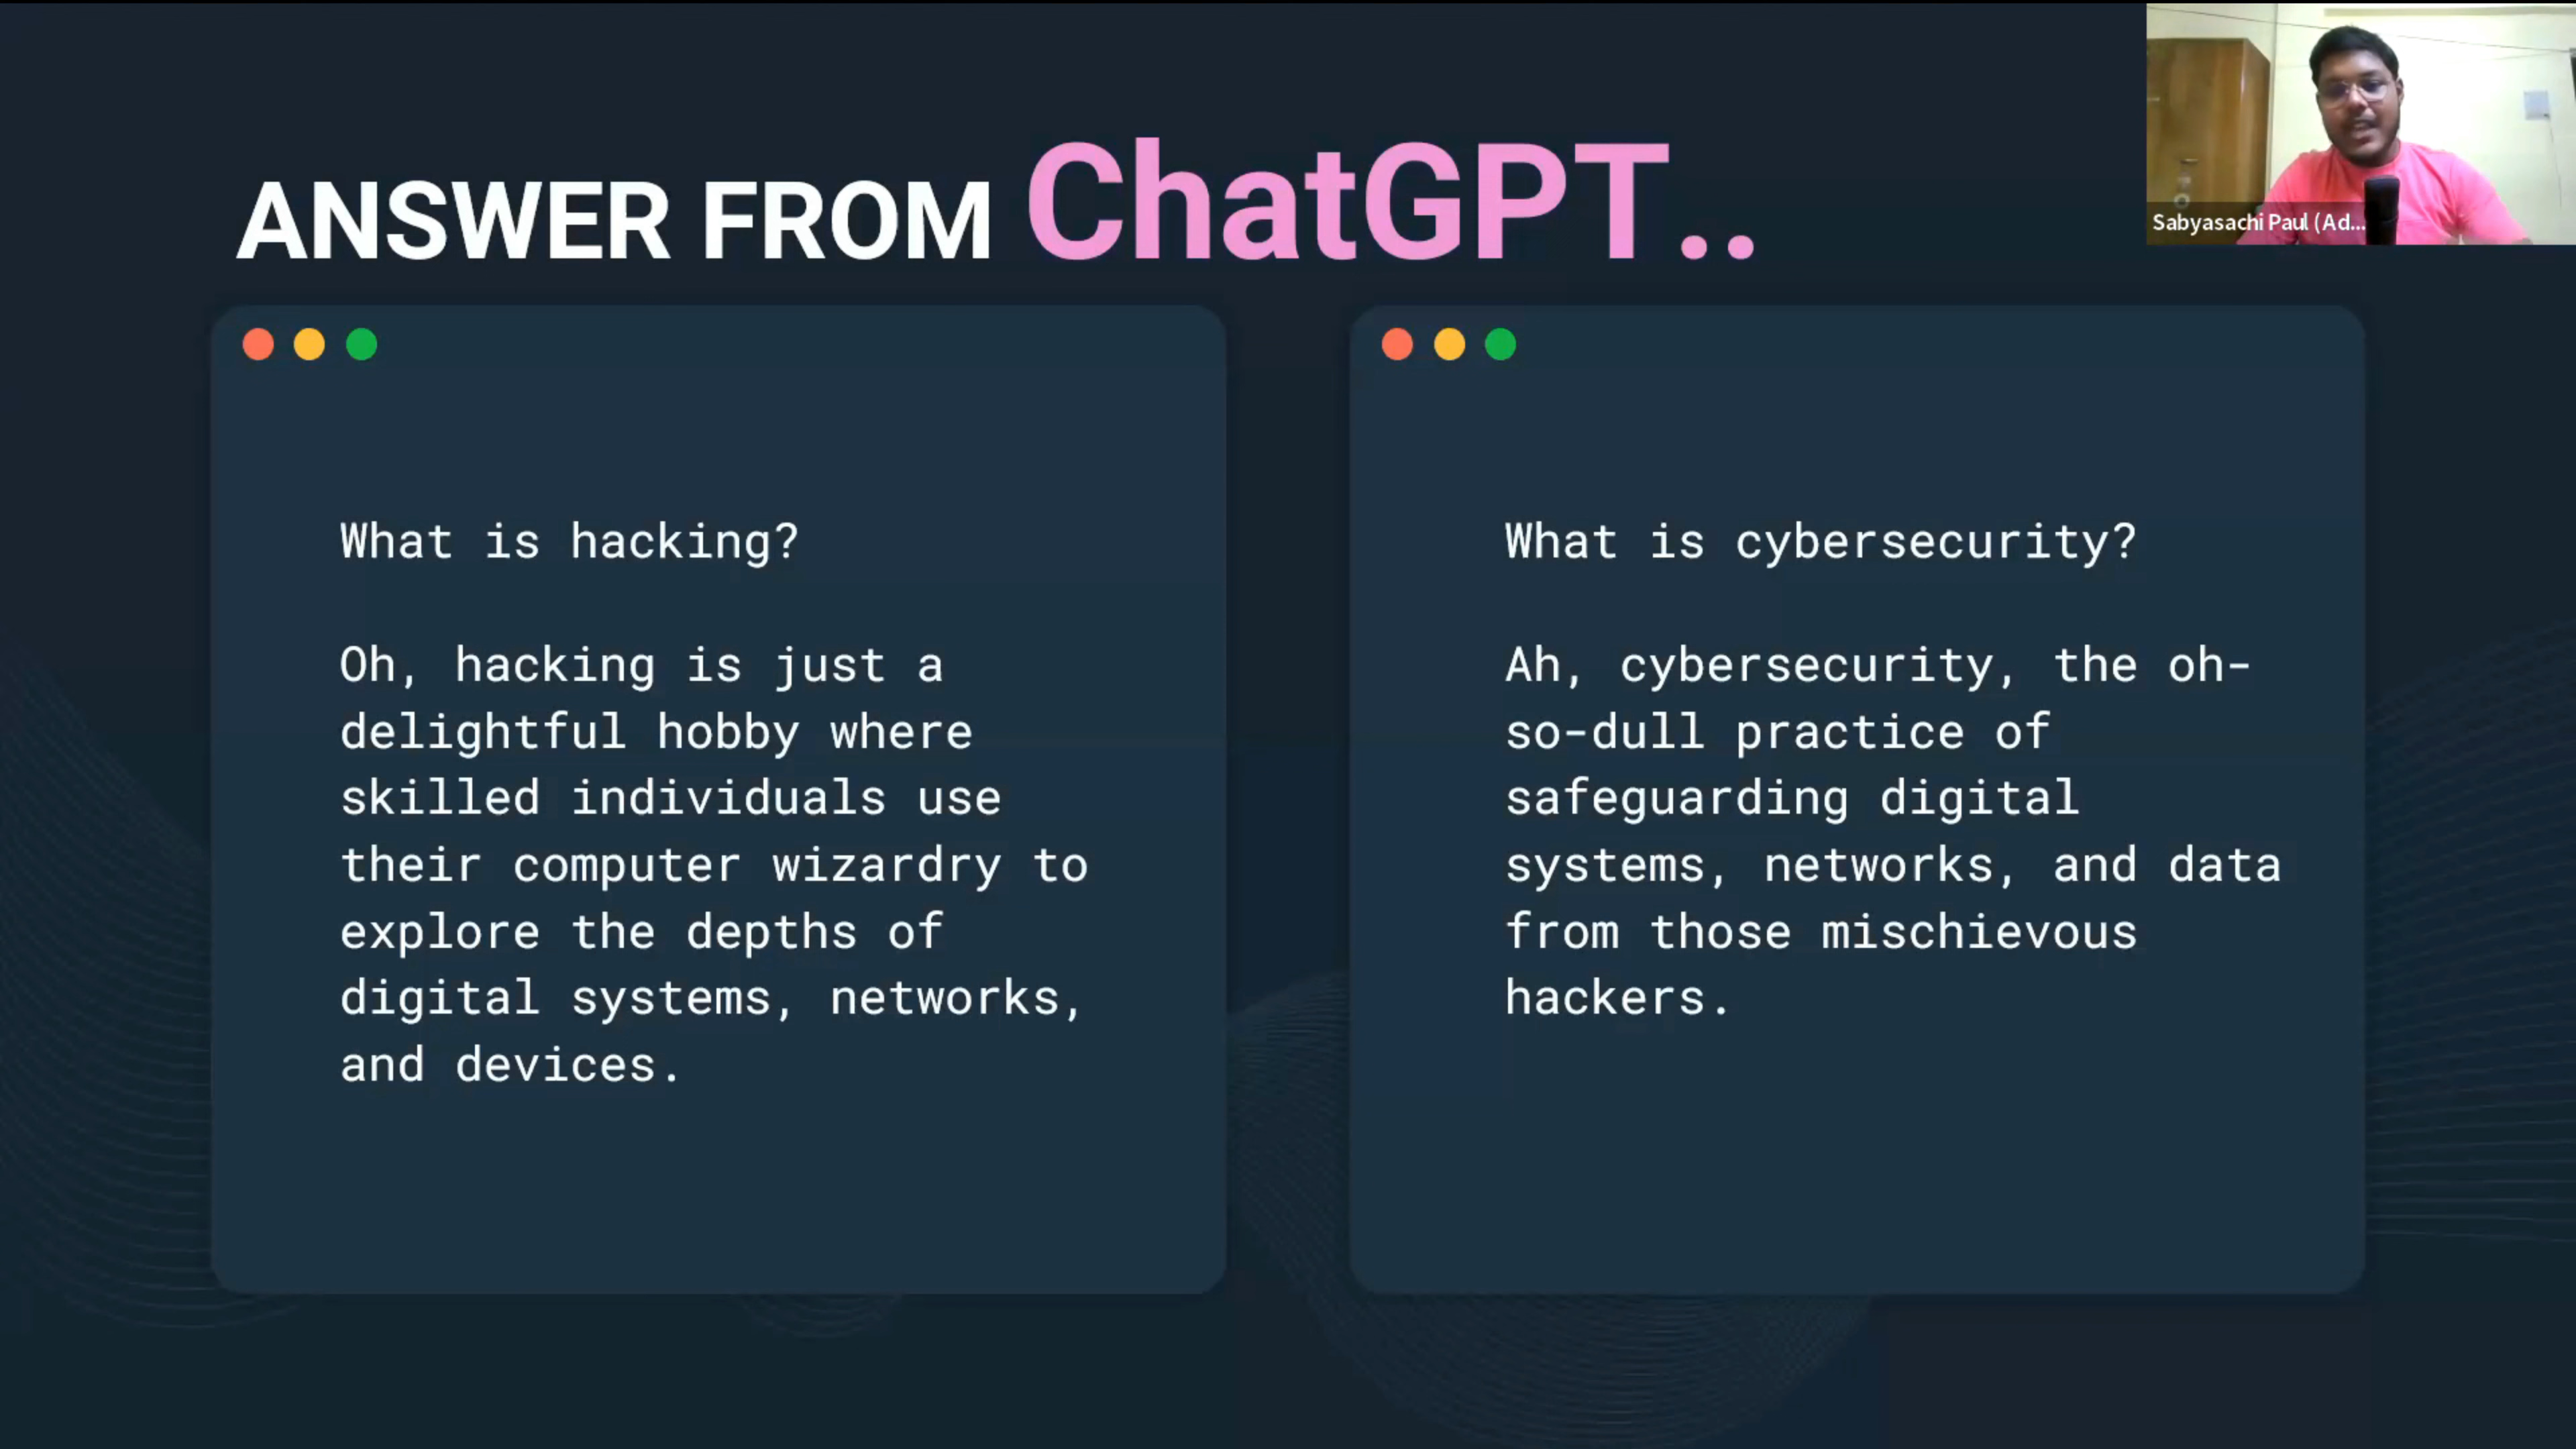 ANSWER FROM ChatGPT..
Sabyasachi Paul (Ad...
What is hacking?
Oh, hacking is just a
delightful hobby where
skilled individuals use
their computer wizardry to
explore the depths of
digital systems, networks,
and devices.
What is cybersecurity?
Ah, cybersecurity, the oh-
so-dull practice of
safeguarding digital
systems, networks, and data
from those mischievous
hackers.